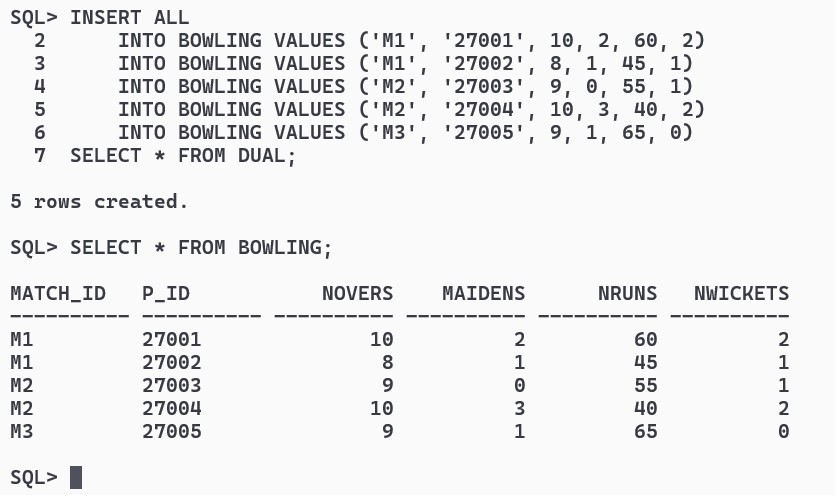 SQL> INSERT ALL
  2      INTO BOWLING VALUES ('M1', '27001', 10, 2, 60, 2)
  3      INTO BOWLING VALUES ('M1', '27002', 8, 1, 45, 1)
  4      INTO BOWLING VALUES ('M2', '27003', 9, 0, 55, 1)
  5      INTO BOWLING VALUES ('M2', '27004', 10, 3, 40, 2)
  6      INTO BOWLING VALUES ('M3', '27005', 9, 1, 65, 0)
  7  SELECT * FROM DUAL;

5 rows created.

SQL> SELECT * FROM BOWLING;

MATCH_ID   P_ID           NOVERS    MAIDENS      NRUNS   NWICKETS
---------- ---------- ---------- ---------- ---------- ----------
M1         27001              10          2         60          2
M1         27002               8          1         45          1
M2         27003               9          0         55          1
M2         27004              10          3         40          2
M3         27005               9          1         65          0

SQL>